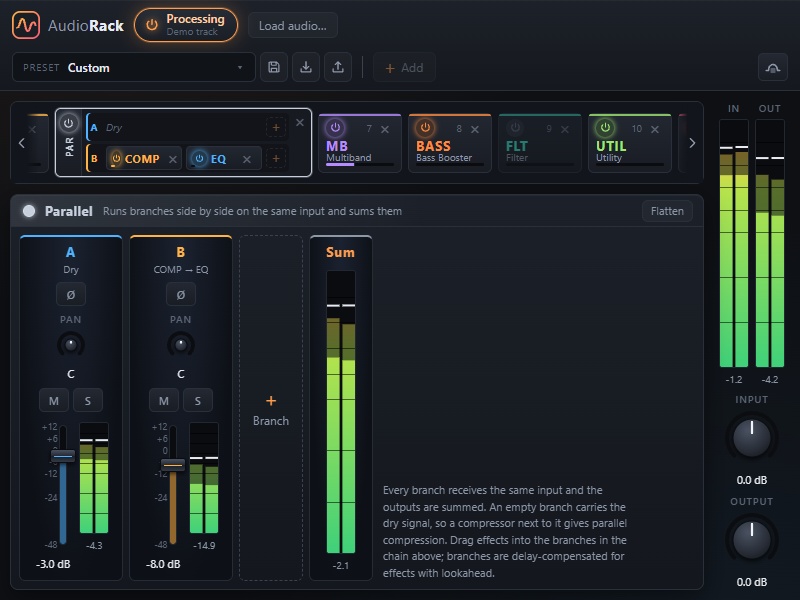 AudioRack
Processing
Demo track
Load audio...
PRESET Custom
+ Add
IN OUT
PAR
A Dry +
B COMP EQ +
MB 7
Multiband
BASS 8
Bass Booster
FLT 9
Filter
UTIL 10
Utility
Parallel Runs branches side by side on the same input and sums them
Flatten
A
Dry
Ø
PAN
C
M S
+12
+6
0
-12
-24
-48
-4.3
-3.0 dB
B
COMP → EQ
Ø
PAN
C
M S
+12
+6
0
-12
-24
-48
-14.9
-8.0 dB
+
Branch
Sum
-2.1
Every branch receives the same input and the
outputs are summed. An empty branch carries the
dry signal, so a compressor next to it gives parallel
compression. Drag effects into the branches in the
chain above; branches are delay-compensated for
effects with lookahead.
-1.2 -4.2
INPUT
0.0 dB
OUTPUT
0.0 dB